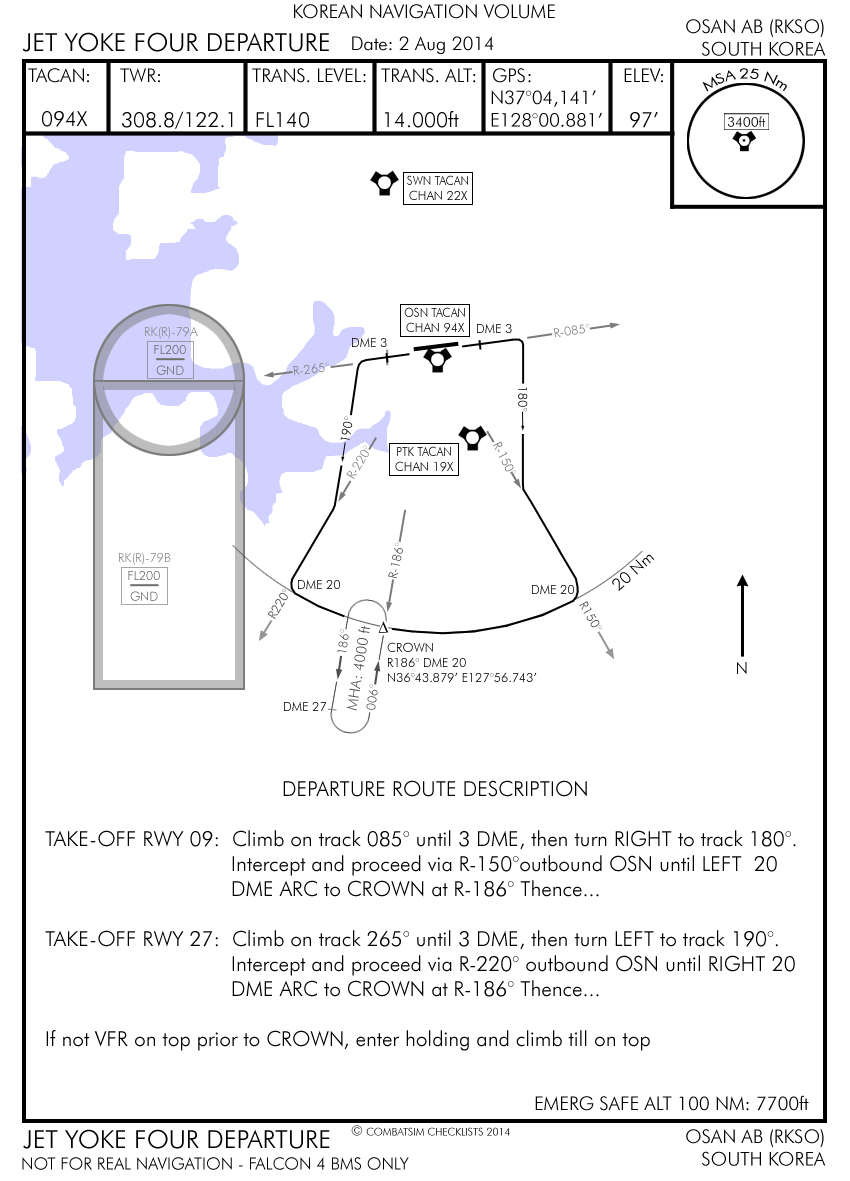 KOREAN NAVIGATION VOLUME
JET YOKE FOUR DEPARTURE Date: 2 Aug 2014
OSAN AB (RKSO)
SOUTH KOREA
TACAN:
094X
TWR:
308.8/122.1
TRANS. LEVEL:
FL140
TRANS. ALT:
14.000ft
GPS:
N37°04,141’
E128°00.881’
ELEV:
97’
MSA 25 Nm
3400ft
SWN TACAN
CHAN 22X
OSN TACAN
CHAN 94X
DME 3
DME 3
R-085°
R-265°
RK(R)-79A
FL200
GND
190°
180°
R-220°
PTK TACAN
CHAN 19X
R-150°
R-186°
RK(R)-79B
FL200
GND
DME 20
DME 20
20 Nm
R220°
R150°
186°
MHA: 4000 ft
006°
CROWN
R186° DME 20
N36°43.879’ E127°56.743’
DME 27
N
DEPARTURE ROUTE DESCRIPTION
TAKE-OFF RWY 09: Climb on track 085° until 3 DME, then turn RIGHT to track 180°.
Intercept and proceed via R-150°outbound OSN until LEFT 20
DME ARC to CROWN at R-186° Thence...
TAKE-OFF RWY 27: Climb on track 265° until 3 DME, then turn LEFT to track 190°.
Intercept and proceed via R-220° outbound OSN until RIGHT 20
DME ARC to CROWN at R-186° Thence...
If not VFR on top prior to CROWN, enter holding and climb till on top
EMERG SAFE ALT 100 NM: 7700ft
JET YOKE FOUR DEPARTURE © COMBATSIM CHECKLISTS 2014
NOT FOR REAL NAVIGATION - FALCON 4 BMS ONLY
OSAN AB (RKSO)
SOUTH KOREA